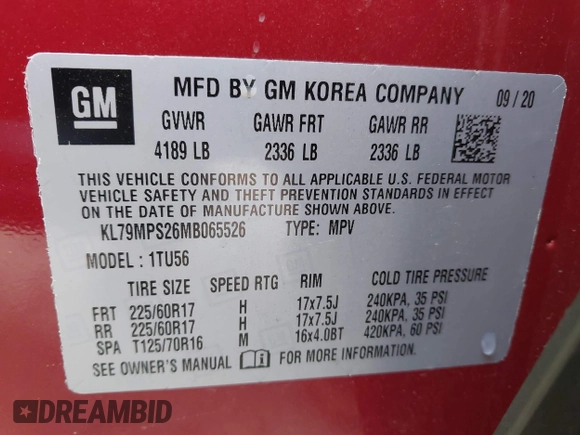 GM
MFD BY GM KOREA COMPANY 09/20
GVWR GAWR FRT GAWR RR
4189 LB 2336 LB 2336 LB
THIS VEHICLE CONFORMS TO ALL APPLICABLE U.S. FEDERAL MOTOR
VEHICLE SAFETY AND THEFT PREVENTION STANDARDS IN EFFECT
ON THE DATE OF MANUFACTURE SHOWN ABOVE.
KL79MPS26MB065526 TYPE: MPV
MODEL: 1TU56
TIRE SIZE SPEED RTG RIM COLD TIRE PRESSURE
FRT 225/60R17 H 17x7.5J 240KPA, 35 PSI
RR 225/60R17 H 17x7.5J 240KPA, 35 PSI
SPA T125/70R16 M 16x4.0BT 420KPA, 60 PSI
SEE OWNER'S MANUAL FOR MORE INFORMATION.
DREAMBID